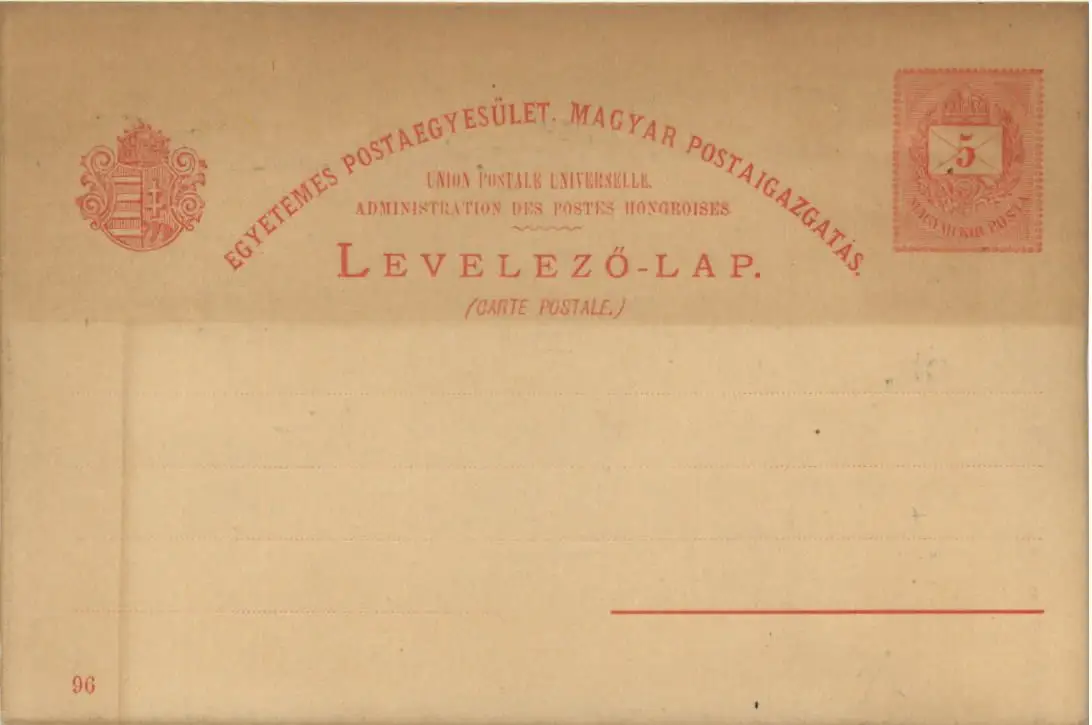 EGYETEMES POSTAEGYESÜLET. MAGYAR POSTAIGAZGATÁS.
UNION POSTALE UNIVERSELLE.
ADMINISTRATION DES POSTES HONGROISES
LEVELEZŐ-LAP.
(CARTE POSTALE.)
5
MAGYAR KIR. POSTA
96